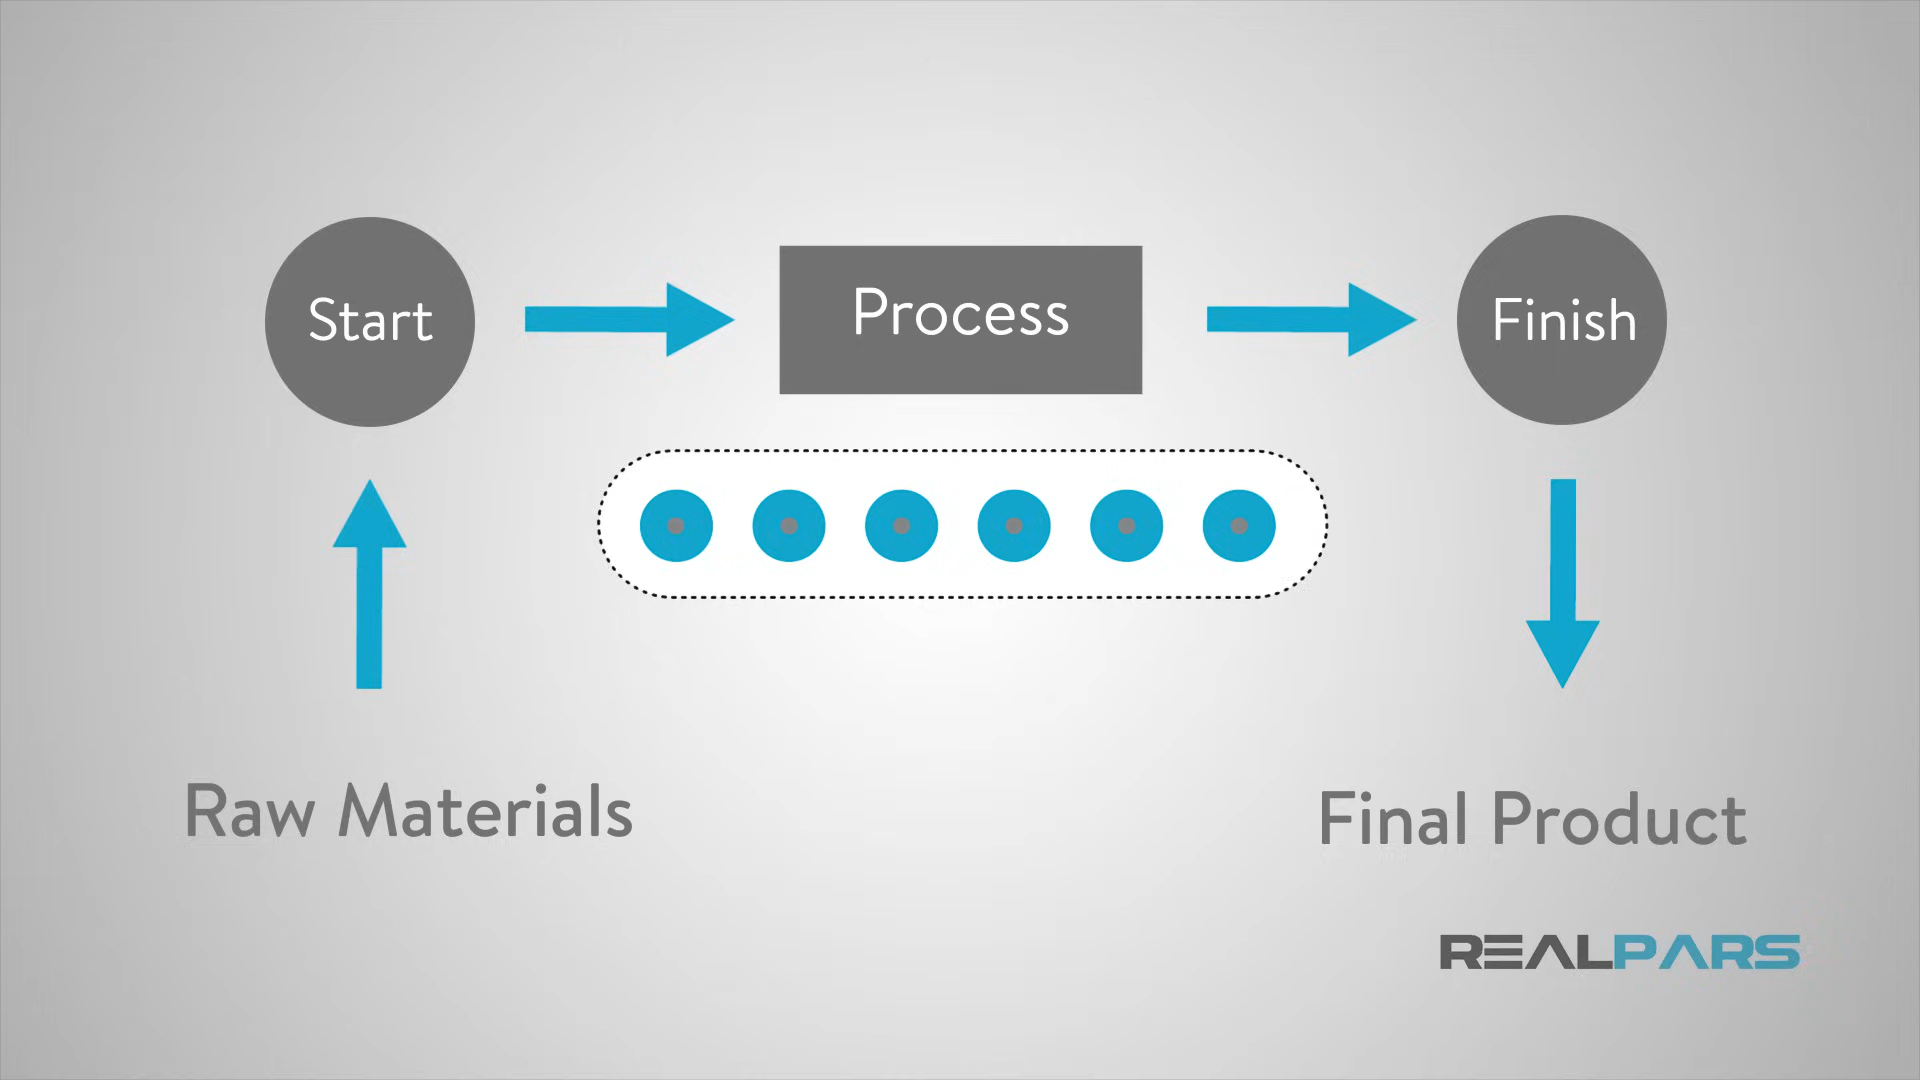 Start
Process
Finish
Raw Materials
Final Product
REALPARS